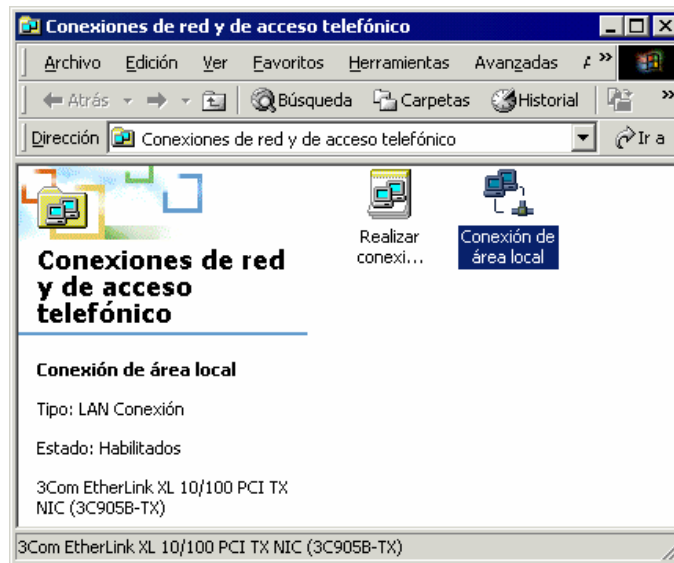 Conexiones de red y de acceso telefónico
Archivo Edición Ver Favoritos Herramientas Avanzadas »
Atrás Búsqueda Carpetas Historial »
Dirección Conexiones de red y de acceso telefónico Ir a
Realizar
conexi...
Conexión de
área local
Conexiones de red
y de acceso
telefónico
Conexión de área local
Tipo: LAN Conexión
Estado: Habilitados
3Com EtherLink XL 10/100 PCI TX
NIC (3C905B-TX)
3Com EtherLink XL 10/100 PCI TX NIC (3C905B-TX)